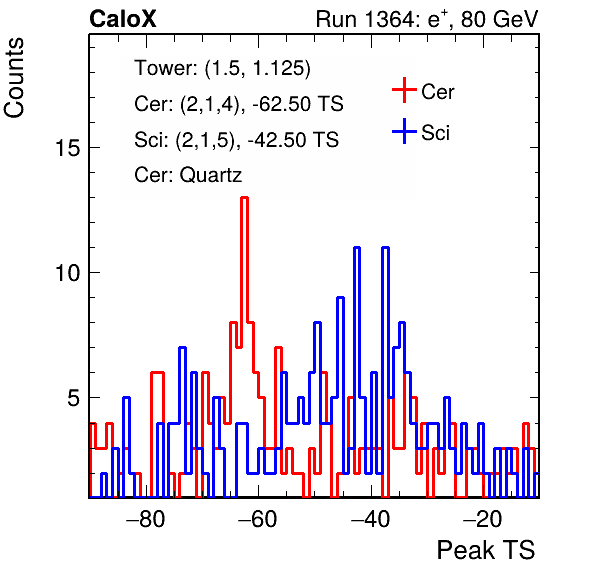 CaloX Run 1364: e⁺, 80 GeV
Counts
Tower: (1.5, 1.125)
Cer: (2,1,4), -62.50 TS
Sci: (2,1,5), -42.50 TS
Cer: Quartz
Cer
Sci
15
10
5
−80 −60 −40 −20
Peak TS